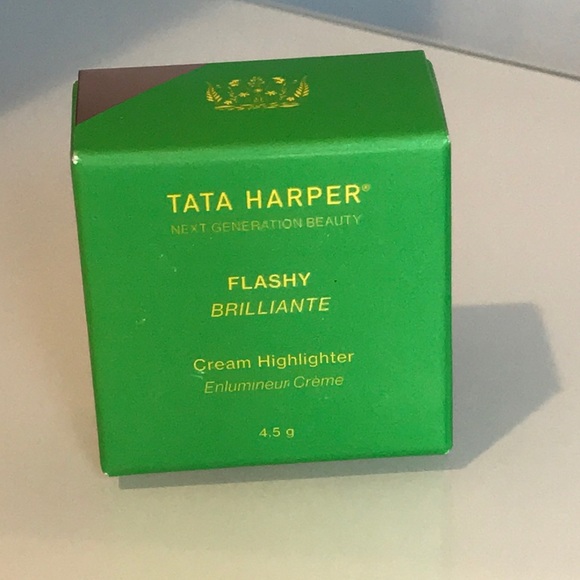 TATA HARPER®
NEXT GENERATION BEAUTY
FLASHY
BRILLIANTE
Cream Highlighter
Enlumineur Crème
4.5 g